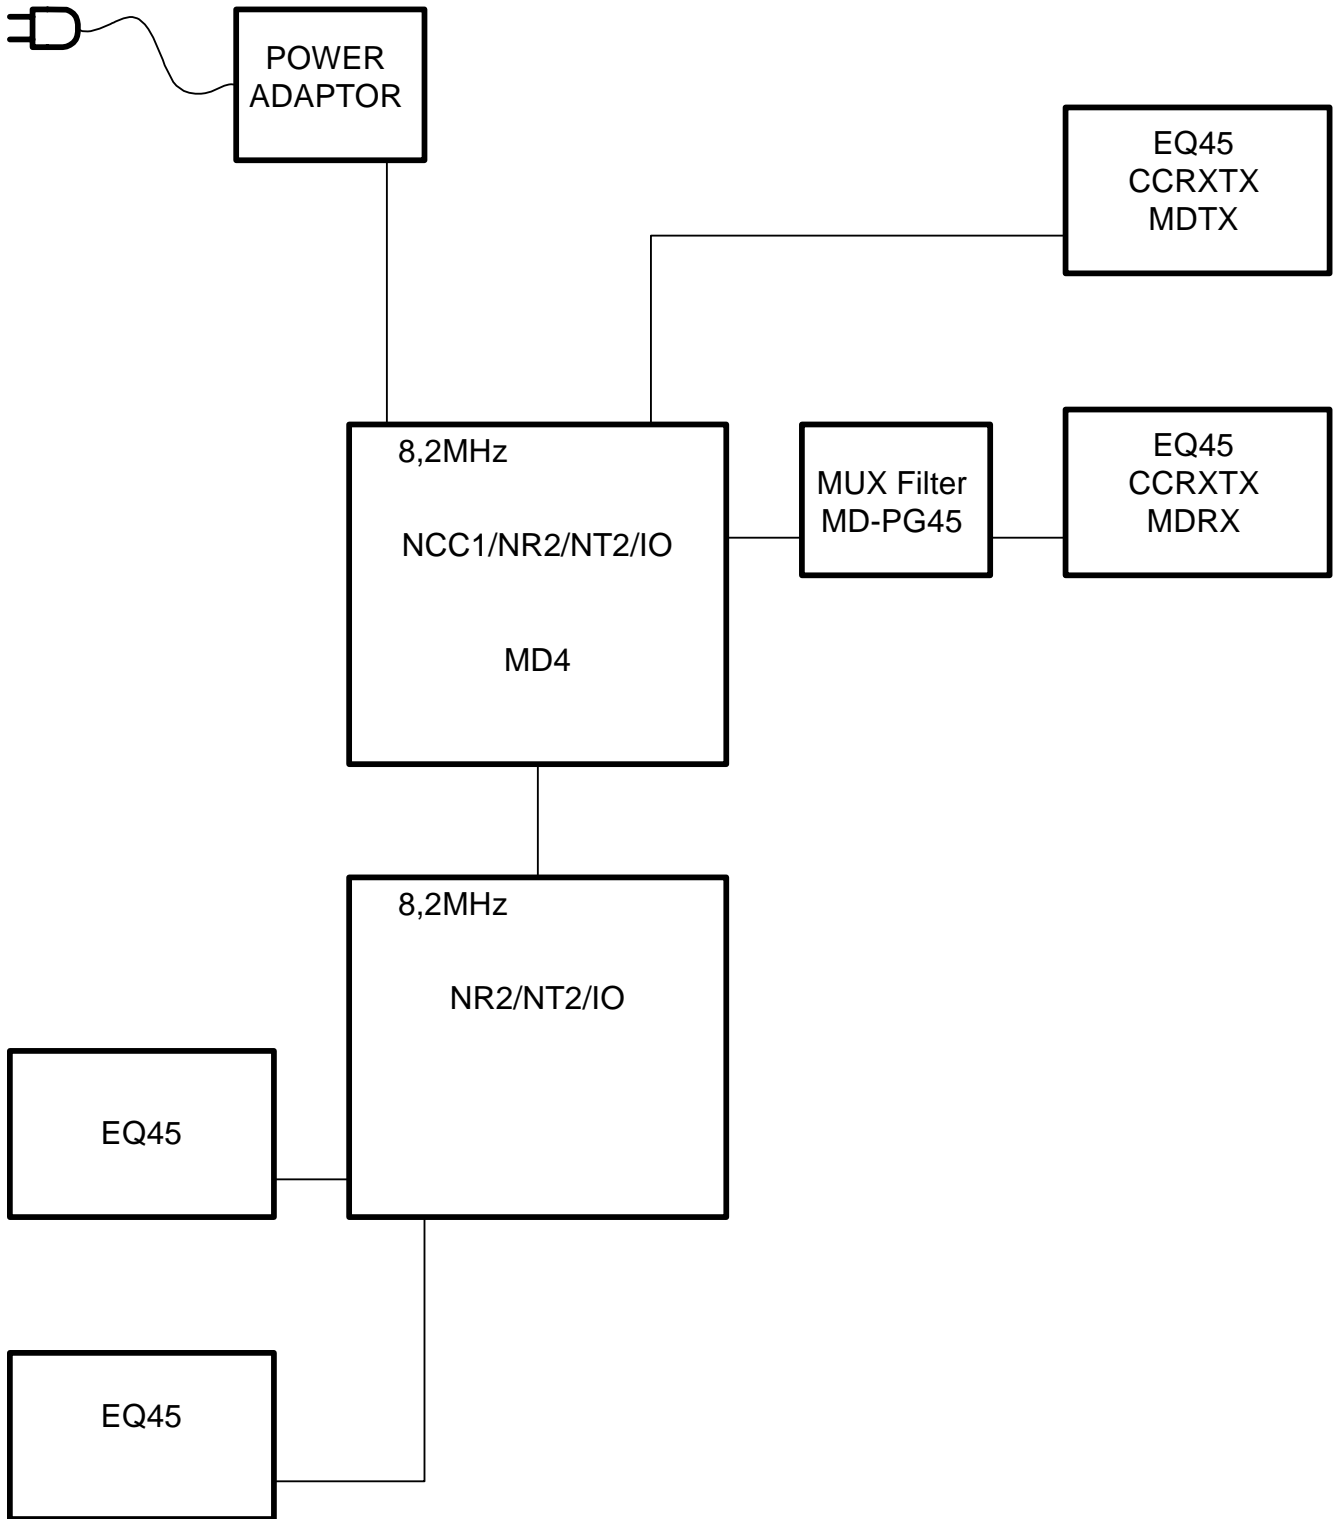 POWER
ADAPTOR
EQ45
CCRXTX
MDTX
8,2MHz
NCC1/NR2/NT2/IO
MD4
MUX Filter
MD-PG45
EQ45
CCRXTX
MDRX
8,2MHz
NR2/NT2/IO
EQ45
EQ45